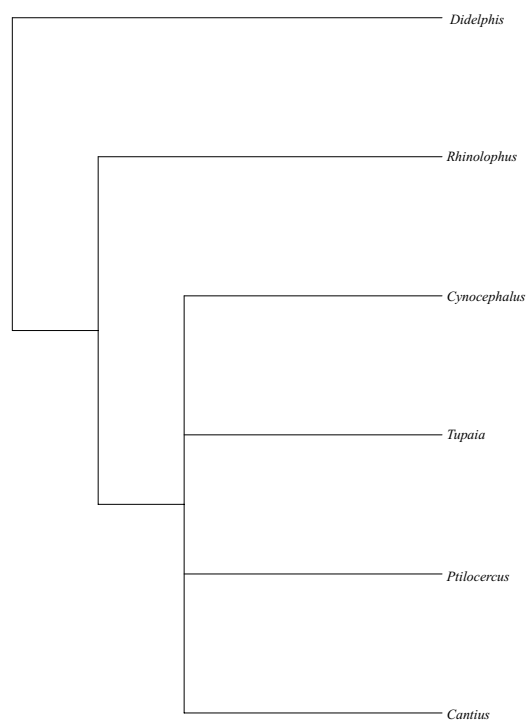 Didelphis
Rhinolophus
Cynocephalus
Tupaia
Ptilocercus
Cantius